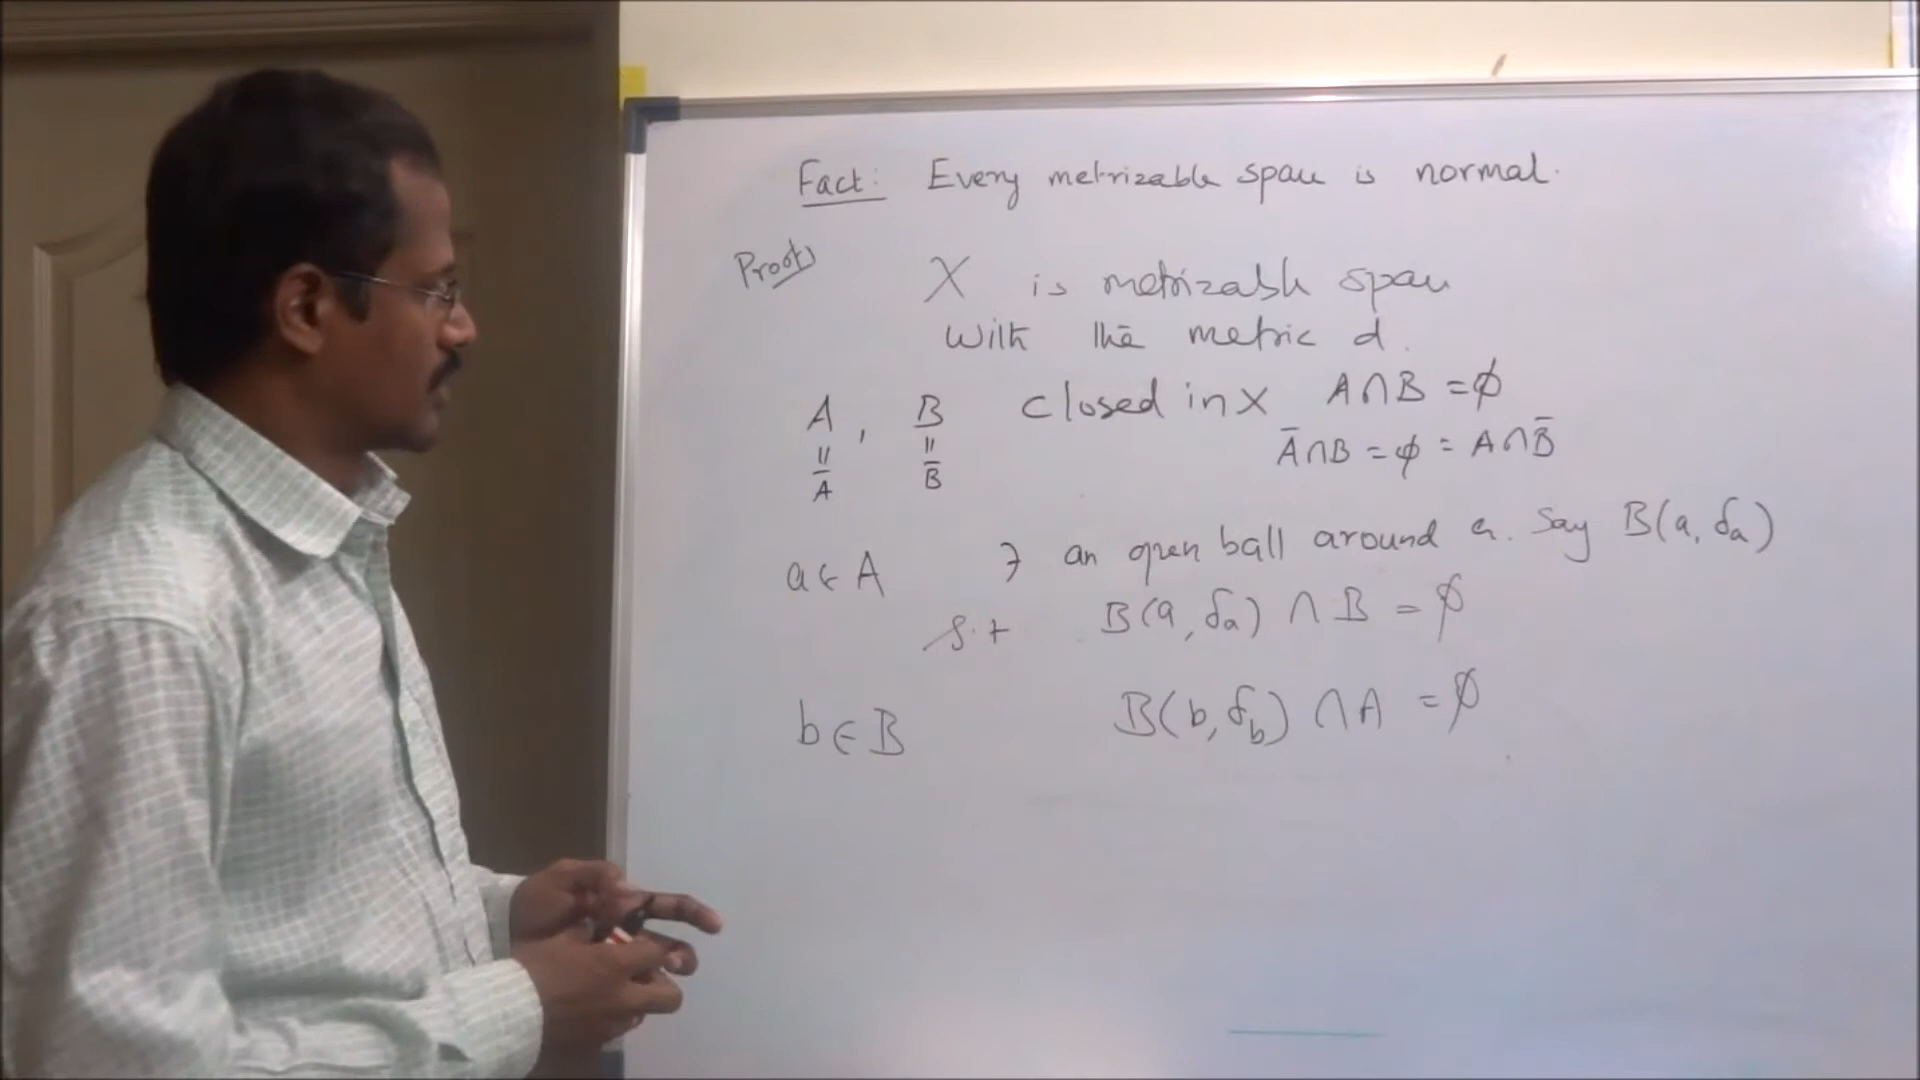 Fact: Every metrizable space is normal.
Proof
X is metrizable space
with the metric d.
A, B closed in X A∩B = ∅
॥ ॥ A̅∩B = ∅ = A∩B̅
A̅ B̅
a ∈ A ∃ an open ball around a. Say B(a, δₐ)
s.t B(a, δₐ) ∩ B = ∅
b ∈ B B(b, δ_b) ∩ A = ∅